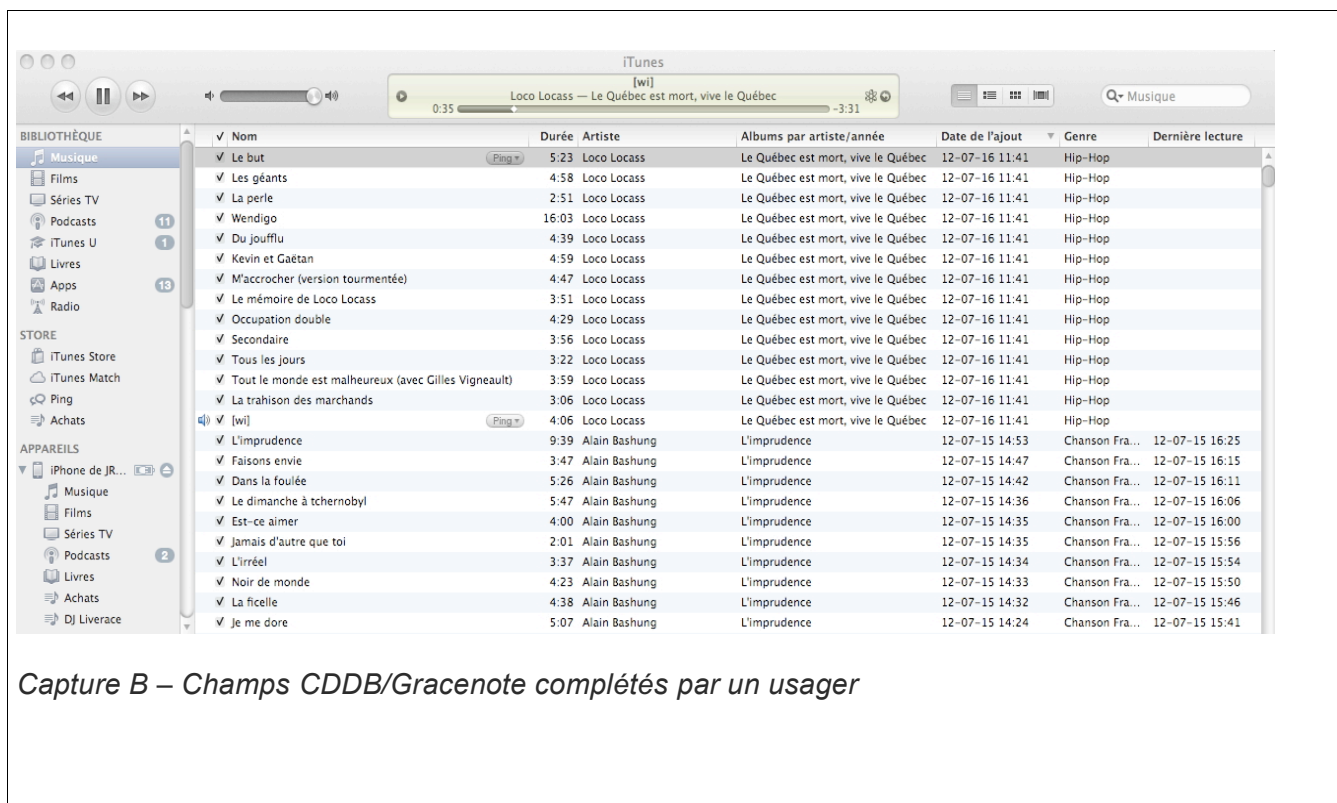 iTunes
[wi]
Loco Locass — Le Québec est mort, vive le Québec
0:35 -3:31
Musique
BIBLIOTHÈQUE
Musique
Films
Séries TV
Podcasts 11
iTunes U 1
Livres
Apps 13
Radio
STORE
iTunes Store
iTunes Match
Ping
Achats
APPAREILS
iPhone de JR...
Musique
Films
Séries TV
Podcasts 2
Livres
Achats
DJ Liverace
√ Nom Durée Artiste Albums par artiste/année Date de l'ajout Genre Dernière lecture
√ Le but Ping 5:23 Loco Locass Le Québec est mort, vive le Québec 12-07-16 11:41 Hip-Hop
√ Les géants 4:58 Loco Locass Le Québec est mort, vive le Québec 12-07-16 11:41 Hip-Hop
√ La perle 2:51 Loco Locass Le Québec est mort, vive le Québec 12-07-16 11:41 Hip-Hop
√ Wendigo 16:03 Loco Locass Le Québec est mort, vive le Québec 12-07-16 11:41 Hip-Hop
√ Du joufflu 4:39 Loco Locass Le Québec est mort, vive le Québec 12-07-16 11:41 Hip-Hop
√ Kevin et Gaëtan 4:59 Loco Locass Le Québec est mort, vive le Québec 12-07-16 11:41 Hip-Hop
√ M'accrocher (version tourmentée) 4:47 Loco Locass Le Québec est mort, vive le Québec 12-07-16 11:41 Hip-Hop
√ Le mémoire de Loco Locass 3:51 Loco Locass Le Québec est mort, vive le Québec 12-07-16 11:41 Hip-Hop
√ Occupation double 4:29 Loco Locass Le Québec est mort, vive le Québec 12-07-16 11:41 Hip-Hop
√ Secondaire 3:56 Loco Locass Le Québec est mort, vive le Québec 12-07-16 11:41 Hip-Hop
√ Tous les jours 3:22 Loco Locass Le Québec est mort, vive le Québec 12-07-16 11:41 Hip-Hop
√ Tout le monde est malheureux (avec Gilles Vigneault) 3:59 Loco Locass Le Québec est mort, vive le Québec 12-07-16 11:41 Hip-Hop
√ La trahison des marchands 3:06 Loco Locass Le Québec est mort, vive le Québec 12-07-16 11:41 Hip-Hop
√ [wi] Ping 4:06 Loco Locass Le Québec est mort, vive le Québec 12-07-16 11:41 Hip-Hop
√ L'imprudence 9:39 Alain Bashung L'imprudence 12-07-15 14:53 Chanson Fra... 12-07-15 16:25
√ Faisons envie 3:47 Alain Bashung L'imprudence 12-07-15 14:47 Chanson Fra... 12-07-15 16:15
√ Dans la foulée 5:26 Alain Bashung L'imprudence 12-07-15 14:42 Chanson Fra... 12-07-15 16:11
√ Le dimanche à tchernobyl 5:47 Alain Bashung L'imprudence 12-07-15 14:36 Chanson Fra... 12-07-15 16:06
√ Est-ce aimer 4:00 Alain Bashung L'imprudence 12-07-15 14:35 Chanson Fra... 12-07-15 16:00
√ Jamais d'autre que toi 2:01 Alain Bashung L'imprudence 12-07-15 14:35 Chanson Fra... 12-07-15 15:56
√ L'irréel 3:37 Alain Bashung L'imprudence 12-07-15 14:34 Chanson Fra... 12-07-15 15:54
√ Noir de monde 4:23 Alain Bashung L'imprudence 12-07-15 14:33 Chanson Fra... 12-07-15 15:50
√ La ficelle 4:38 Alain Bashung L'imprudence 12-07-15 14:32 Chanson Fra... 12-07-15 15:46
√ Je me dore 5:07 Alain Bashung L'imprudence 12-07-15 14:24 Chanson Fra... 12-07-15 15:41
Capture B – Champs CDDB/Gracenote complétés par un usager